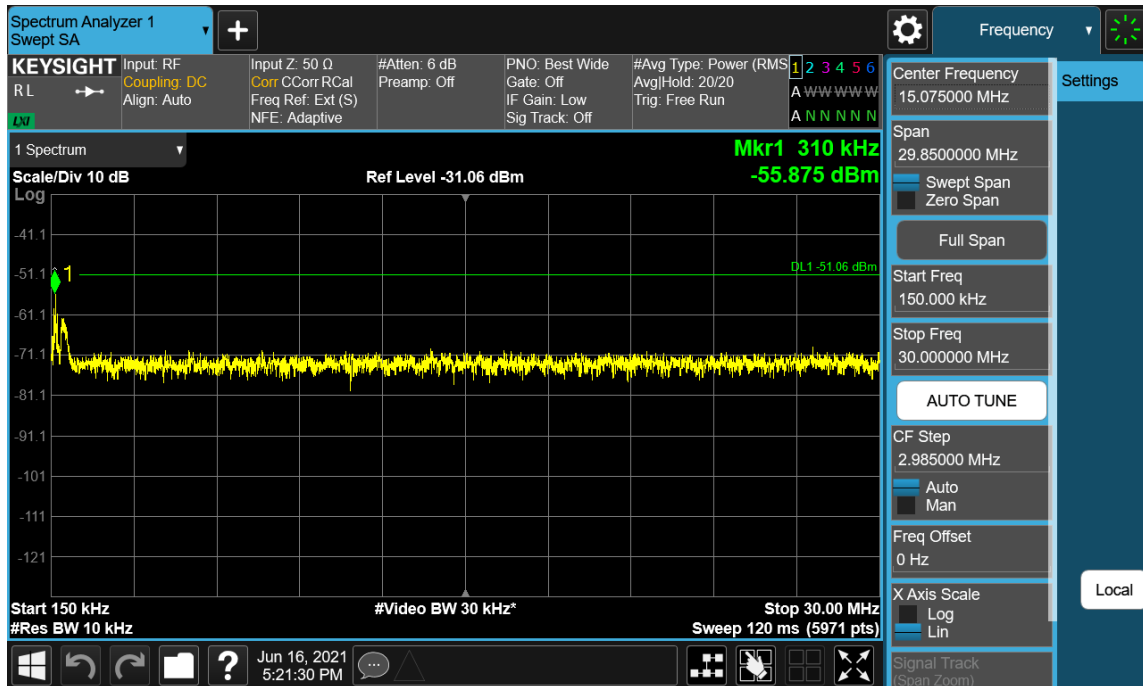 Spectrum Analyzer 1
Swept SA
Frequency
KEYSIGHT
R L
LXI
Input: RF
Coupling: DC
Align: Auto
Input Z: 50 Ω
Corr CCorr RCal
Freq Ref: Ext (S)
NFE: Adaptive
#Atten: 6 dB
Preamp: Off
PNO: Best Wide
Gate: Off
IF Gain: Low
Sig Track: Off
#Avg Type: Power (RMS
Avg|Hold: 20/20
Trig: Free Run
1 2 3 4 5 6
A W W W W W
A N N N N N
1 Spectrum
Scale/Div 10 dB
Log
Ref Level -31.06 dBm
Mkr1 310 kHz
-55.875 dBm
-41.1
-51.1
-61.1
-71.1
-81.1
-91.1
-101
-111
-121
1
DL1 -51.06 dBm
Start 150 kHz
#Res BW 10 kHz
#Video BW 30 kHz*
Stop 30.00 MHz
Sweep 120 ms (5971 pts)
Center Frequency
15.075000 MHz
Span
29.8500000 MHz
Swept Span
Zero Span
Full Span
Start Freq
150.000 kHz
Stop Freq
30.000000 MHz
AUTO TUNE
CF Step
2.985000 MHz
Auto
Man
Freq Offset
0 Hz
X Axis Scale
Log
Lin
Signal Track
(Span Zoom)
Settings
Local
?
Jun 16, 2021
5:21:30 PM